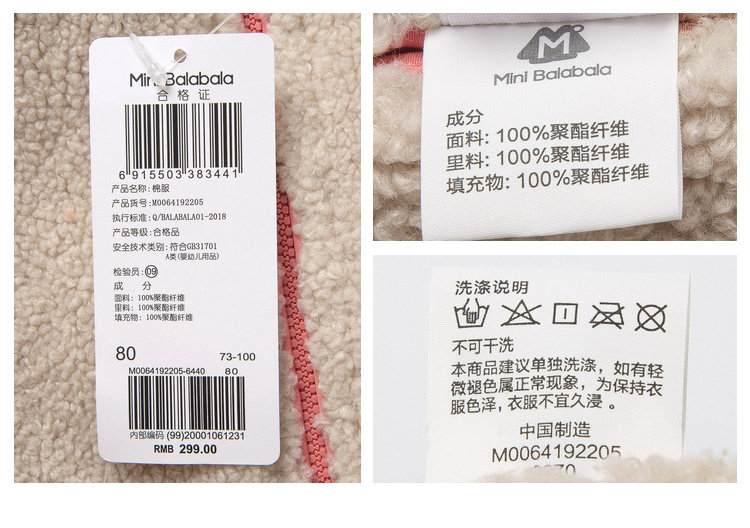 Mini Balabala
合格证
6 915503 383441
产品名称: 棉服
产品货号: M0064192205
执行标准: Q/BALABALA01-2018
产品等级: 合格品
安全技术类别: 符合GB31701
A类(婴幼儿用品)
检验员: 09
成 分
面料: 100%聚酯纤维
里料: 100%聚酯纤维
填充物: 100%聚酯纤维
80 73-100
M0064192205-6440 80
内部编码 (99)20001061231
RMB 299.00
Mini Balabala
成分
面料: 100%聚酯纤维
里料: 100%聚酯纤维
填充物: 100%聚酯纤维
洗涤说明
不可干洗
本商品建议单独洗涤, 如有轻
微褪色属正常现象, 为保持衣
服色泽, 衣服不宜久浸。
中国制造
M0064192205